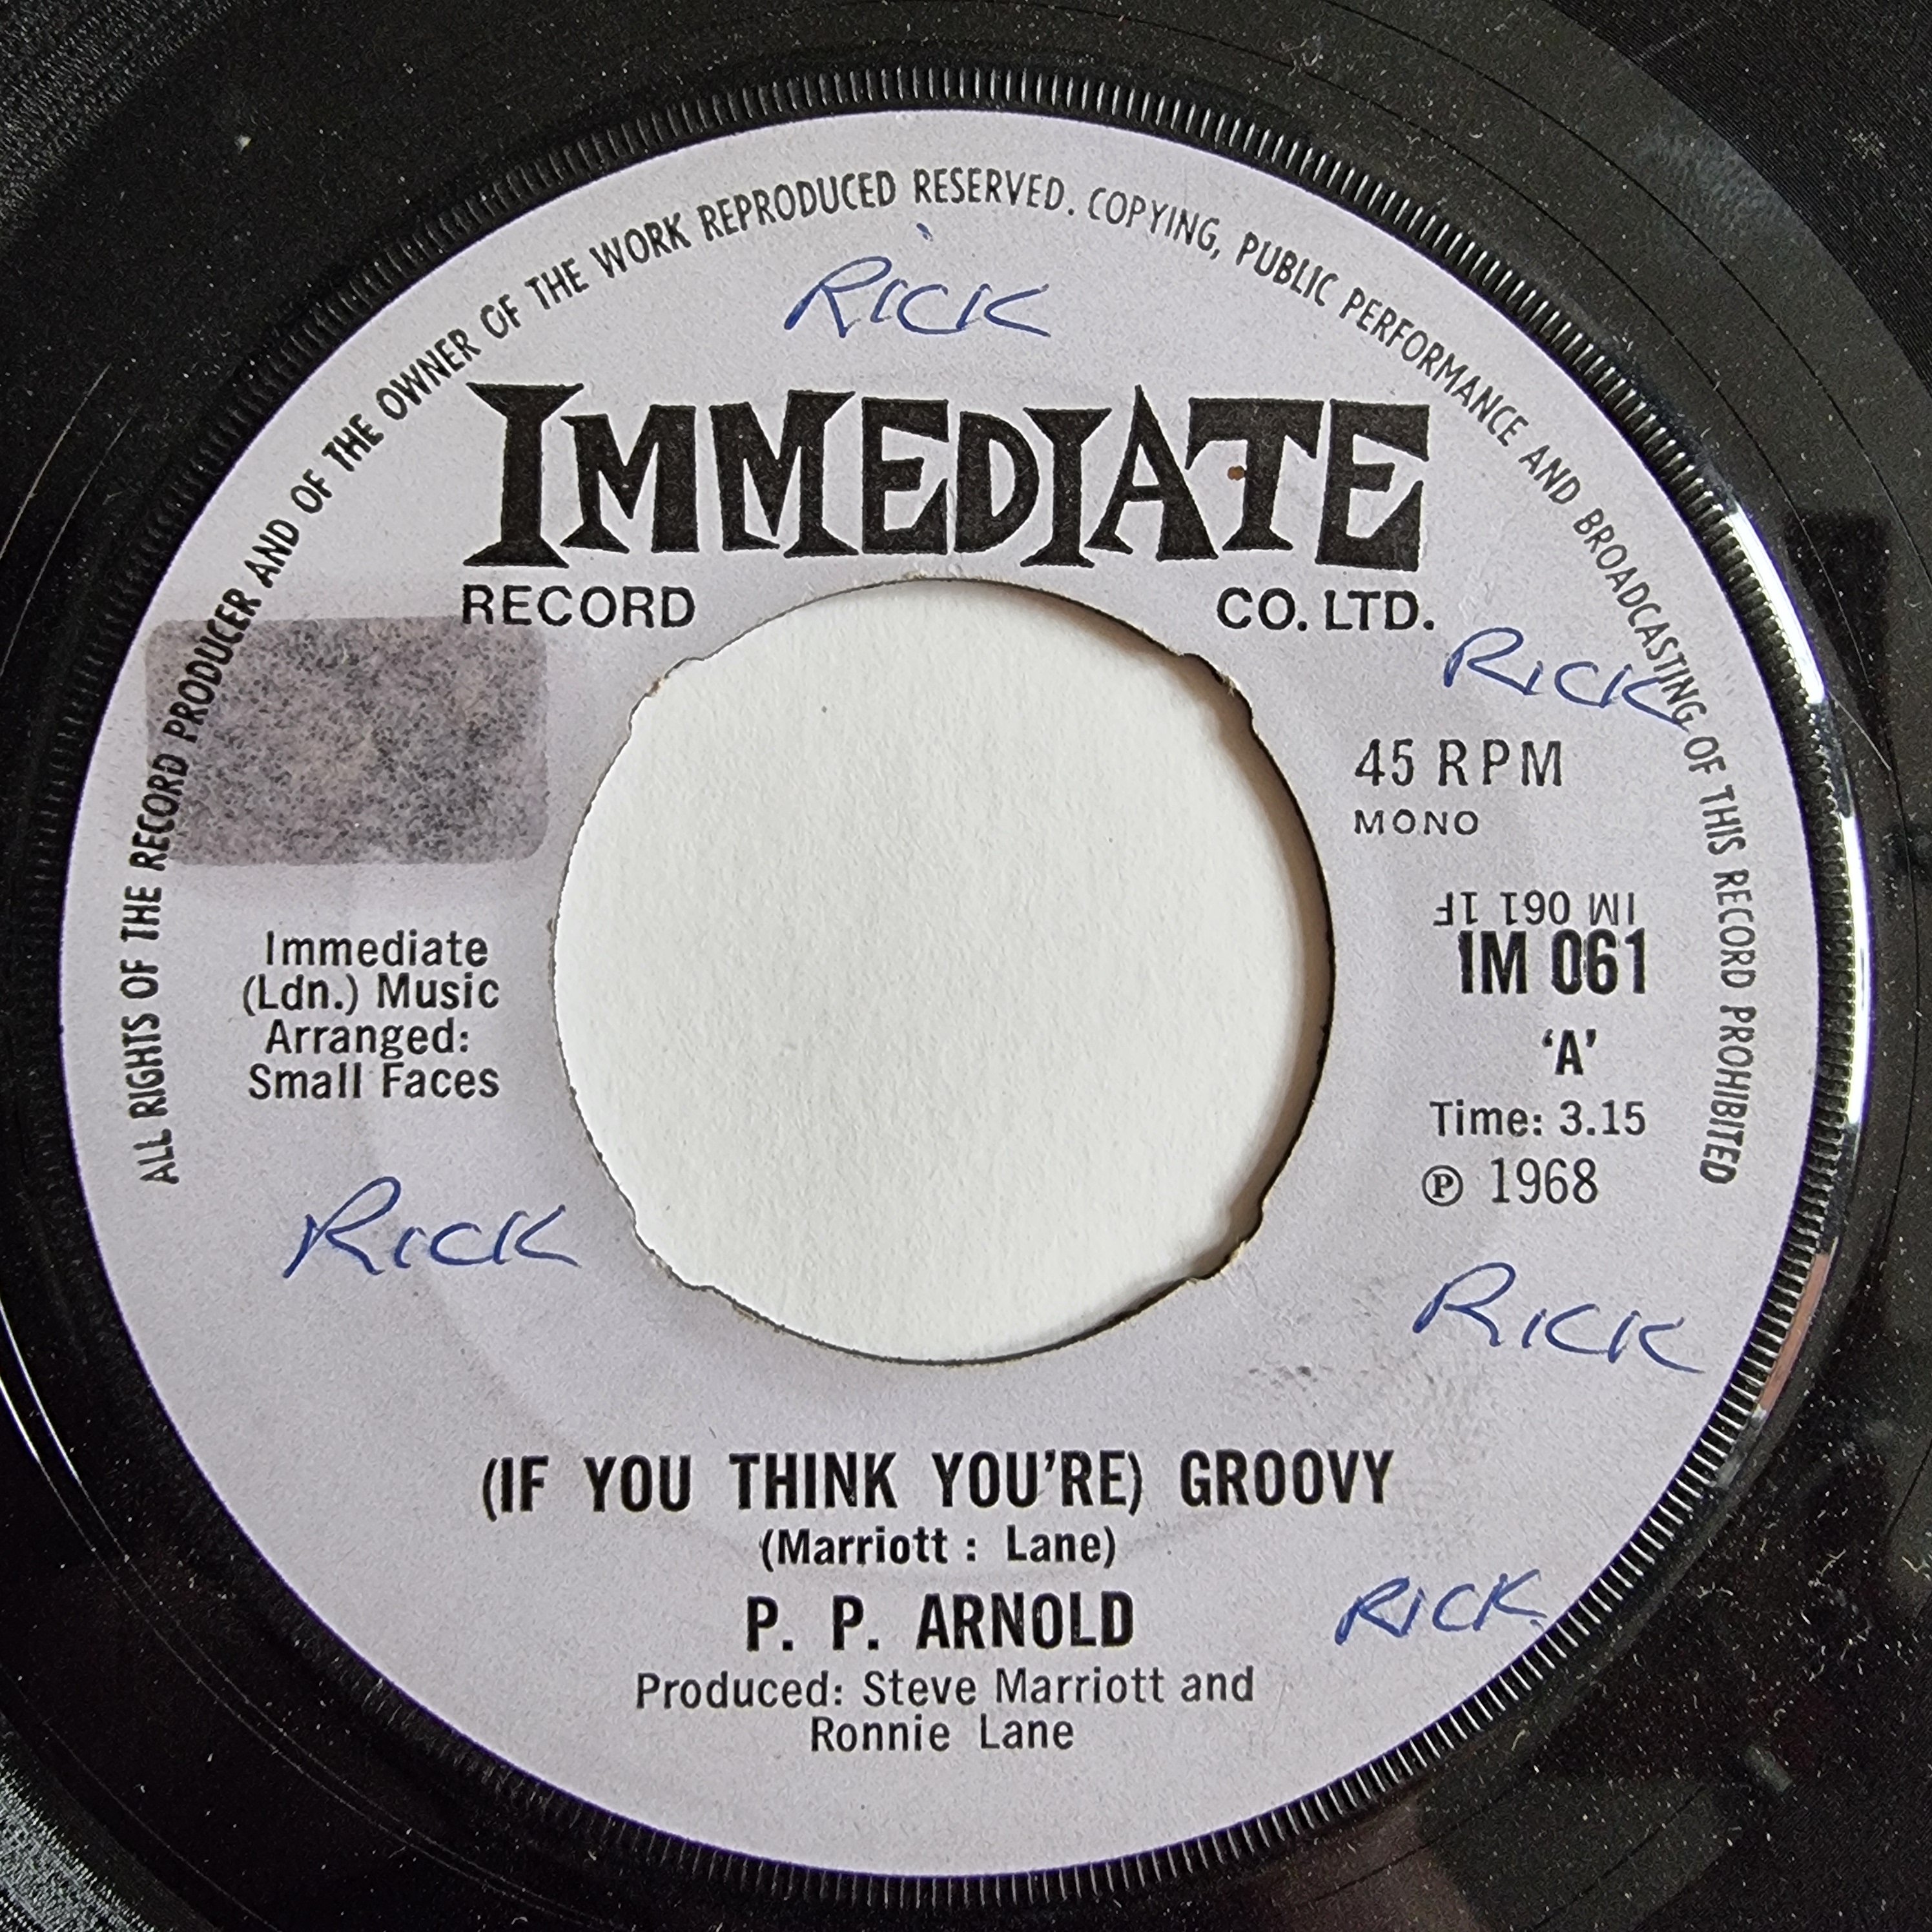 ALL RIGHTS OF THE RECORD PRODUCER AND OF THE OWNER OF THE WORK REPRODUCED RESERVED. COPYING, PUBLIC PERFORMANCE AND BROADCASTING OF THIS RECORD PROHIBITED
RICK
IMMEDIATE
RECORD CO. LTD.
RICK
45 RPM
MONO
IM 061 1F
IM 061
'A'
Time: 3.15
℗ 1968
Immediate
(Ldn.) Music
Arranged:
Small Faces
RICK
RICK
(IF YOU THINK YOU'RE) GROOVY
(Marriott : Lane)
P. P. ARNOLD
RICK
Produced: Steve Marriott and
Ronnie Lane